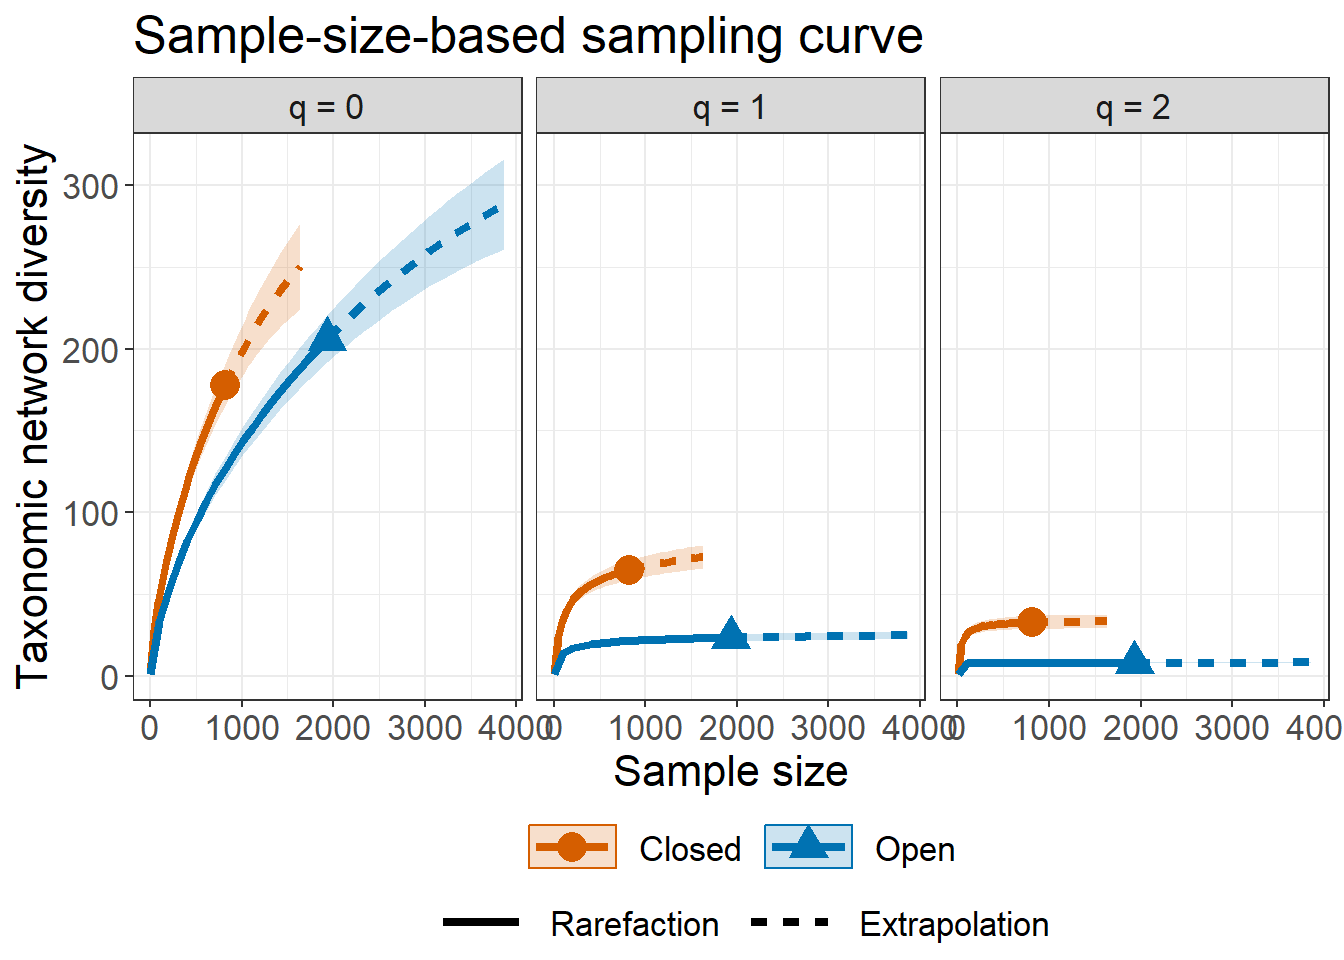 Sample-size-based sampling curve
q = 0 q = 1 q = 2
Taxonomic network diversity
300
200
100
0
0 1000 2000 3000 4000 0 1000 2000 3000 4000 0 1000 2000 3000 400
Sample size
Closed Open
Rarefaction Extrapolation